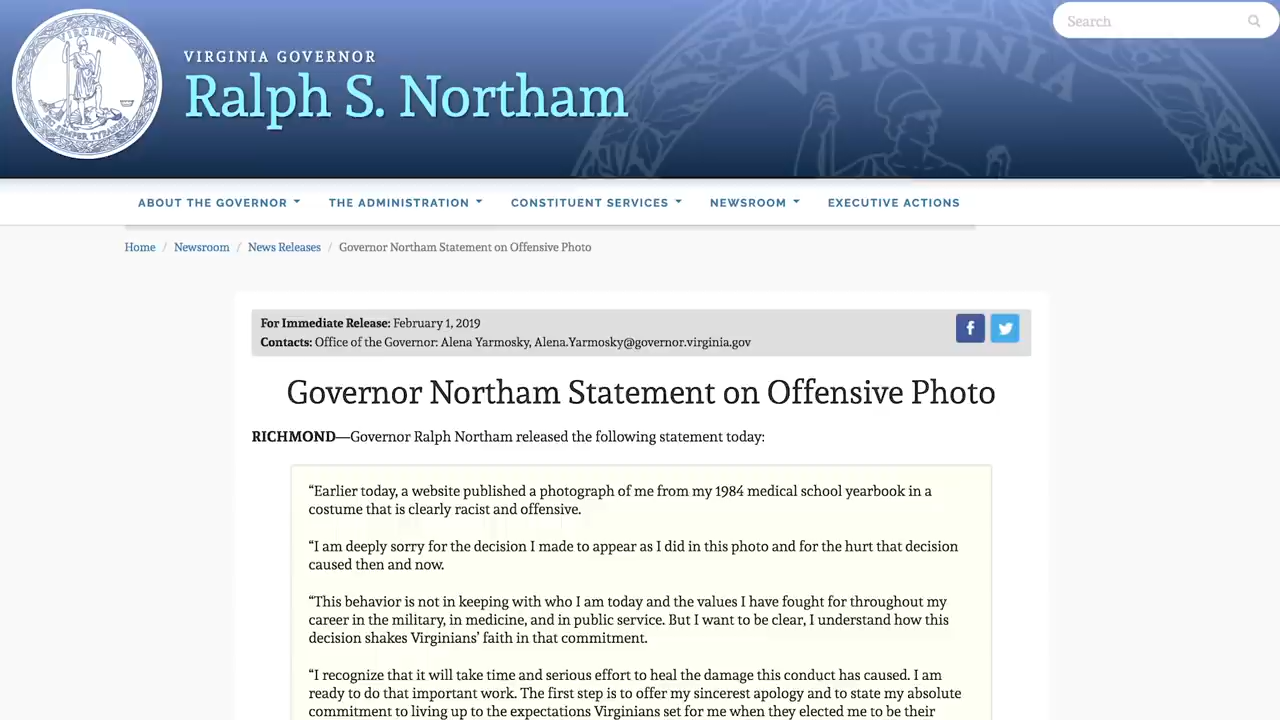 Search
VIRGINIA
VIRGINIA GOVERNOR
VIRGINIA
Ralph S. Northam
ABOUT THE GOVERNOR THE ADMINISTRATION CONSTITUENT SERVICES NEWSROOM EXECUTIVE ACTIONS
Home / Newsroom / News Releases / Governor Northam Statement on Offensive Photo
For Immediate Release: February 1, 2019
Contacts: Office of the Governor: Alena Yarmosky, Alena.Yarmosky@governor.virginia.gov
Governor Northam Statement on Offensive Photo
RICHMOND—Governor Ralph Northam released the following statement today:
“Earlier today, a website published a photograph of me from my 1984 medical school yearbook in a
costume that is clearly racist and offensive.
“I am deeply sorry for the decision I made to appear as I did in this photo and for the hurt that decision
caused then and now.
“This behavior is not in keeping with who I am today and the values I have fought for throughout my
career in the military, in medicine, and in public service. But I want to be clear, I understand how this
decision shakes Virginians’ faith in that commitment.
“I recognize that it will take time and serious effort to heal the damage this conduct has caused. I am
ready to do that important work. The first step is to offer my sincerest apology and to state my absolute
commitment to living up to the expectations Virginians set for me when they elected me to be their